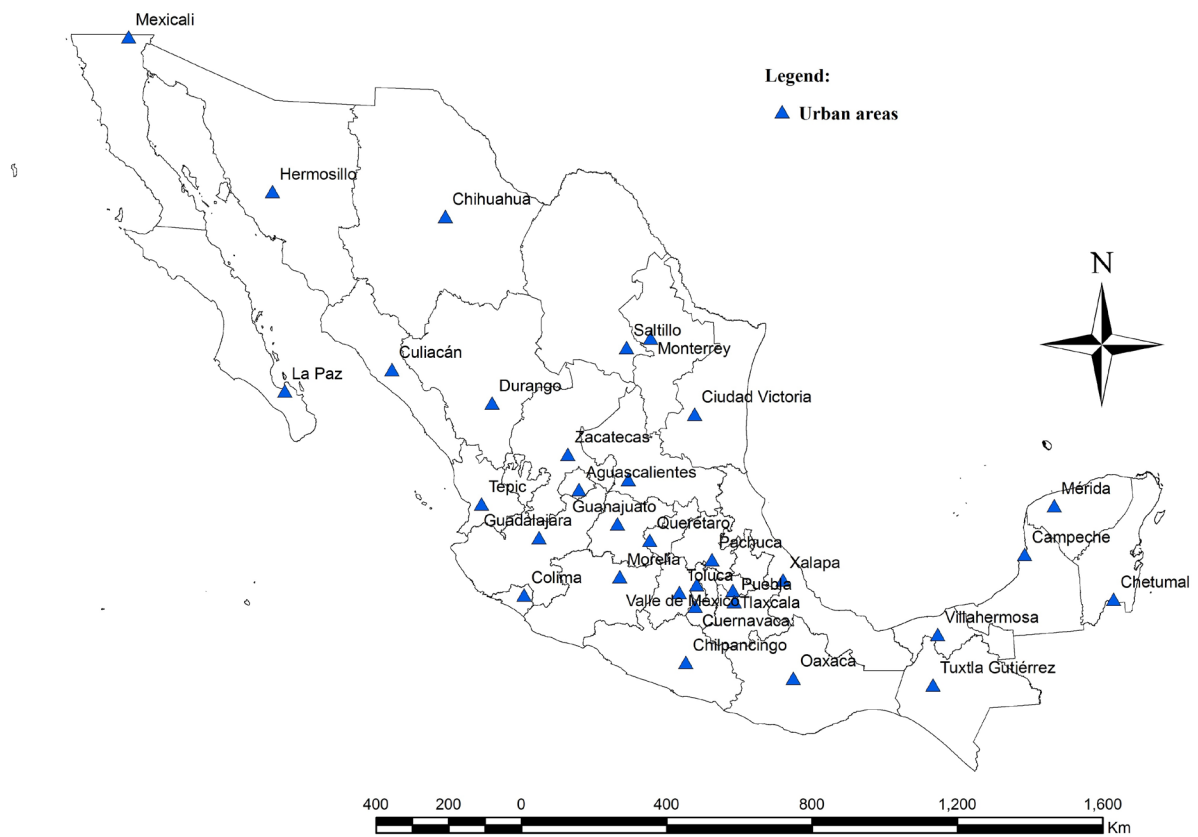 Mexicali
Legend:
Urban areas
Hermosillo
Chihuahua
N
Saltillo
Monterrey
Culiacán
La Paz
Durango
Ciudad Victoria
Zacatecas
Aguascalientes
Tepic
Mérida
Guanajuato
Guadalajara
Querétaro
Campeche
Pachuca
Morelia
Xalapa
Colima
Toluca
Puebla
Chetumal
Valle de México
Tlaxcala
Cuernavaca
Villahermosa
Chilpancingo
Oaxaca
Tuxtla Gutiérrez
400 200 0 400 800 1,200 1,600
Km